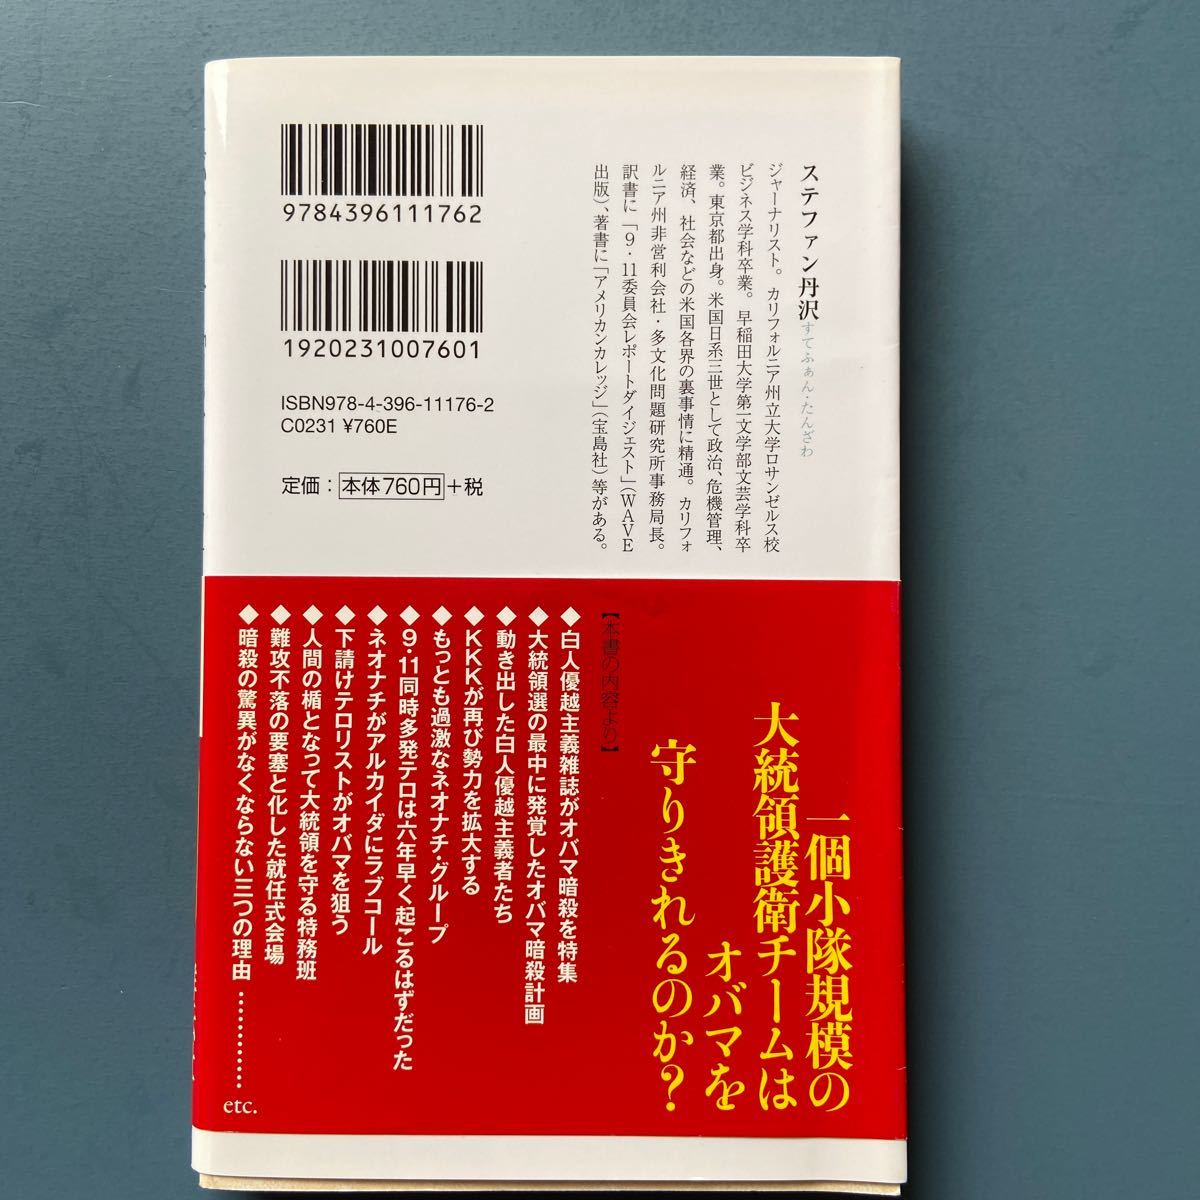 9784396111762
1920231007601
ISBN978-4-396-11176-2
C0231 ¥760E
定価：本体760円+税
ステファン丹沢すてふぁん・たんざわ
ジャーナリスト。カリフォルニア州立大学ロサンゼルス校
ビジネス学科卒業。早稲田大学第一文学部文芸学科卒
業。東京都出身。米国日系三世として政治、危機管理、
経済、社会などの米国各界の裏事情に精通。カリフォ
ルニア州非営利会社・多文化問題研究所事務局長。
訳書に「9・11委員会レポートダイジェスト」（WAVE
出版）、著書に「アメリカンカレッジ」（宝島社）等がある。
一個小隊規模の
大統領護衛チームは
オバマを
守りきれるのか?
【本書の内容より】
◆白人優越主義雑誌がオバマ暗殺を特集
◆大統領選の最中に発覚したオバマ暗殺計画
◆動き出した白人優越主義者たち
◆KKKが再び勢力を拡大する
◆もっとも過激なネオナチ・グループ
◆9・11同時多発テロは六年早く起こるはずだった
◆ネオナチがアルカイダにラブコール
◆下請けテロリストがオバマを狙う
◆人間の楯となって大統領を守る特務班
◆難攻不落の要塞と化した就任式会場
◆暗殺の驚異がなくならない三つの理由…………
etc.